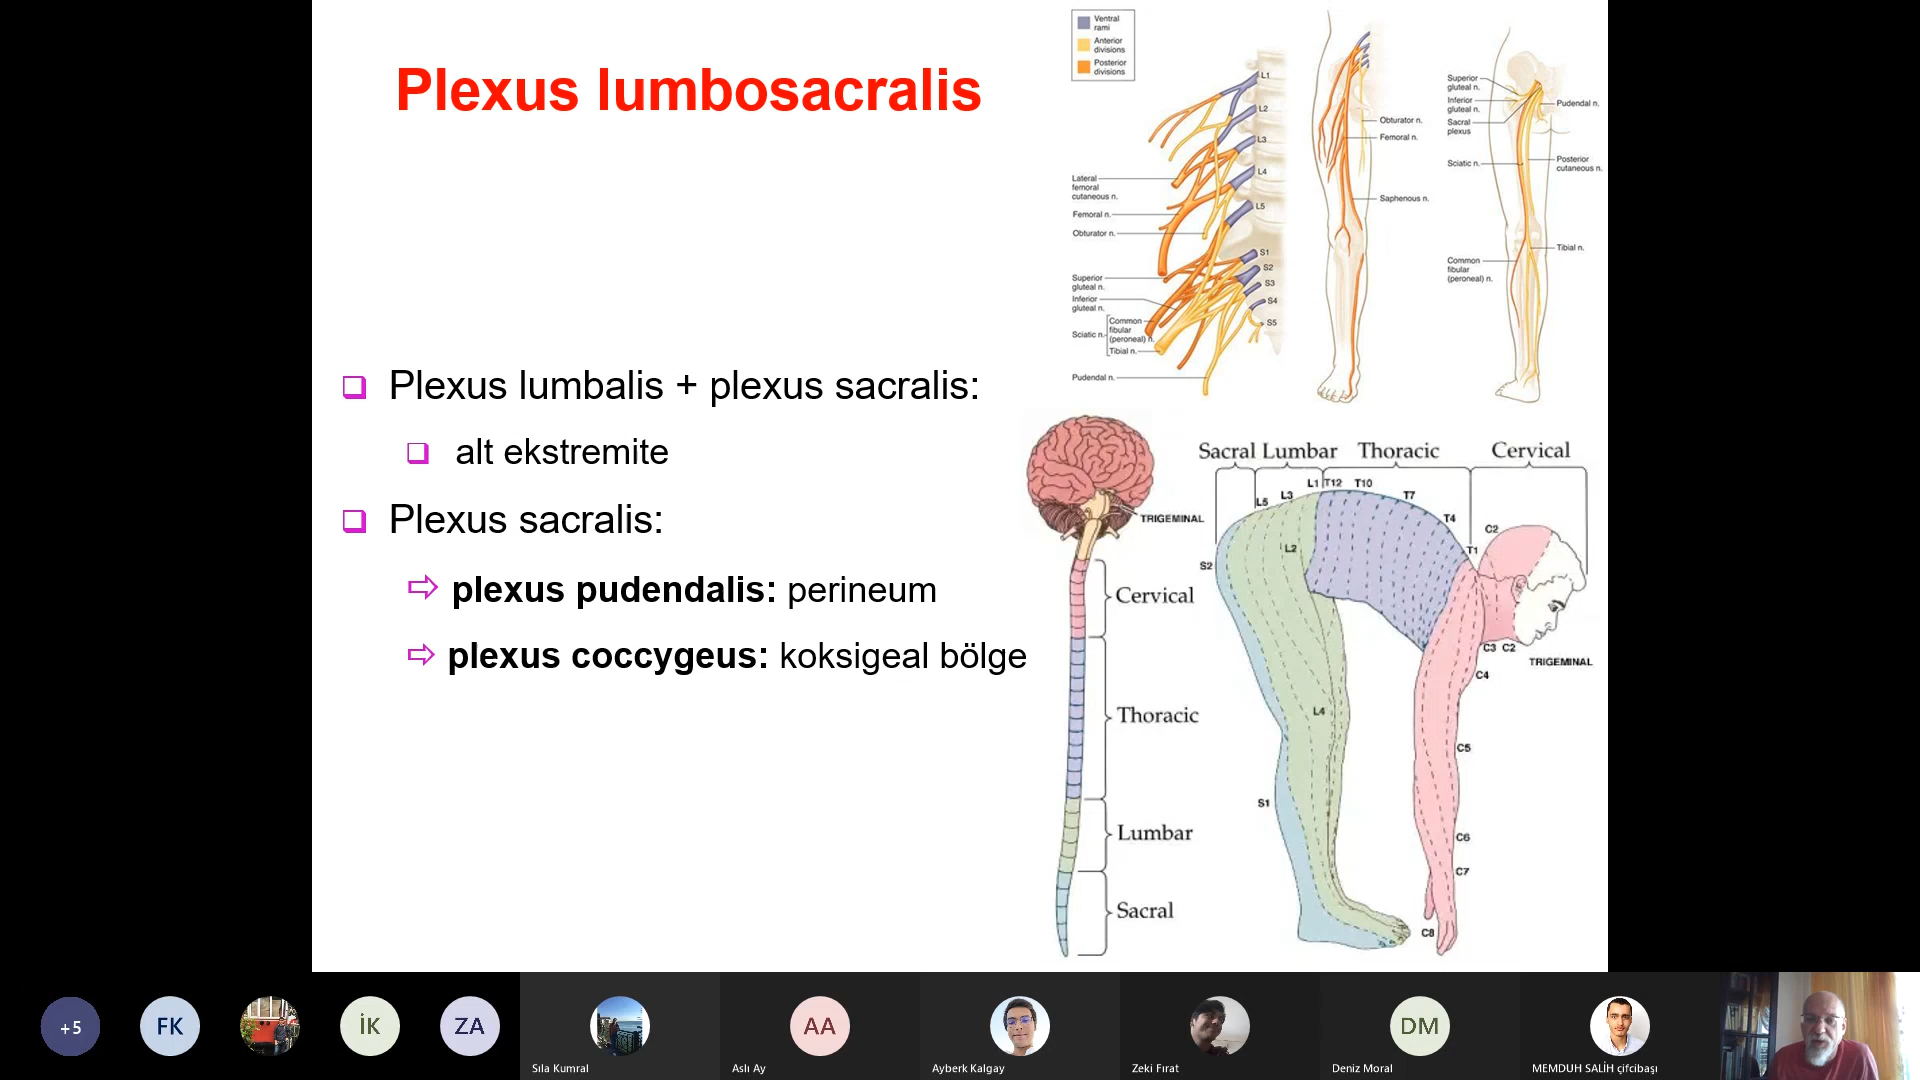 Plexus lumbosacralis
Plexus lumbalis + plexus sacralis:
alt ekstremite
Plexus sacralis:
plexus pudendalis: perineum
plexus coccygeus: koksigeal bölge
Ventral
rami
Anterior
divisions
Posterior
divisions
L1
L2
L3
L4
L5
S1
S2
S3
S4
S5
Lateral
femoral
cutaneous n.
Femoral n.
Obturator n.
Superior
gluteal n.
Inferior
gluteal n.
Sciatic n.
Common
fibular
(peroneal) n.
Tibial n.
Pudendal n.
Obturator n.
Femoral n.
Saphenous n.
Superior
gluteal n.
Inferior
gluteal n.
Sacral
plexus
Sciatic n.
Common
fibular
(peroneal) n.
Pudendal n.
Posterior
cutaneous n.
Tibial n.
TRIGEMINAL
Cervical
Thoracic
Lumbar
Sacral
Sacral Lumbar Thoracic Cervical
L5 L3 L1 T12 T10 T7 T4 T1 C2
L2
S2
C3 C2
TRIGEMINAL
C4
L4
C5
S1
C6
C7
C8
+5
FK
İK
ZA
Sıla Kumral
AA
Aslı Ay
Ayberk Kalgay
Zeki Fırat
DM
Deniz Moral
MEMDUH SALİH çifcibaşı